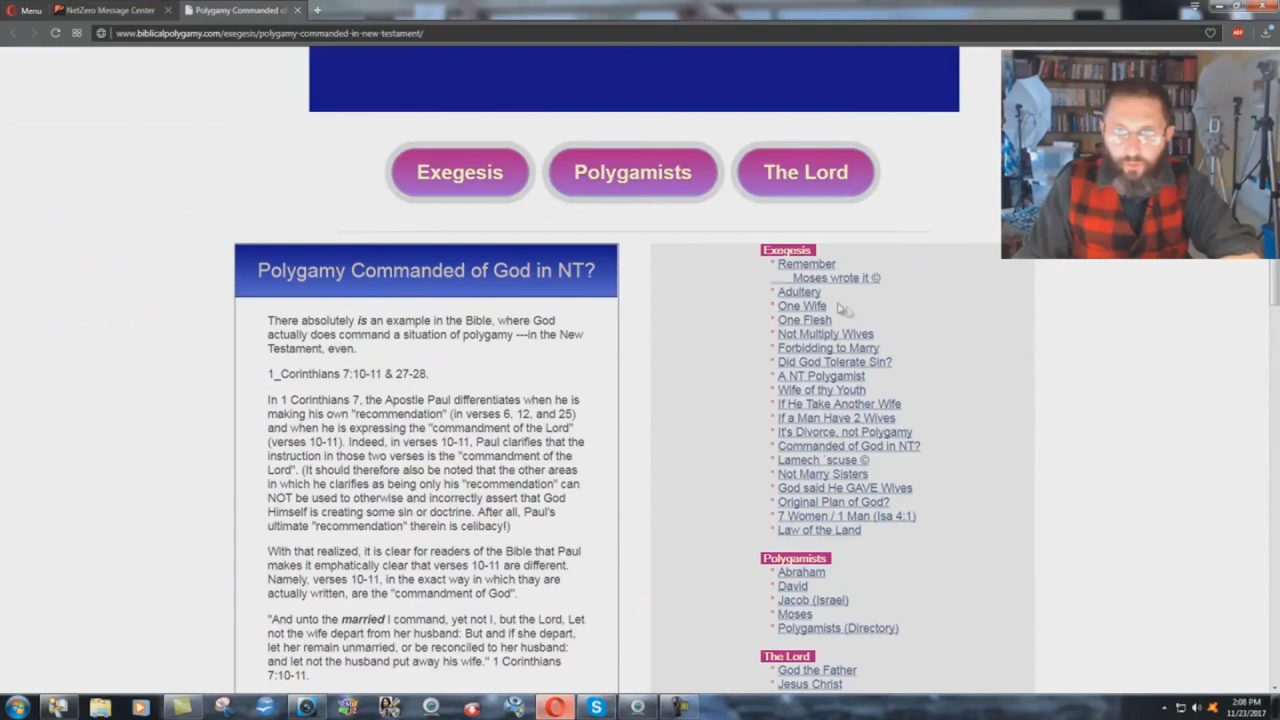 Menu
NetZero Message Center
Polygamy Commanded of
www.biblicalpolygamy.com/exegesis/polygamy-commanded-in-new-testament/
ABP
Exegesis
Polygamists
The Lord
Polygamy Commanded of God in NT?
There absolutely is an example in the Bible, where God
actually does command a situation of polygamy ---in the New
Testament, even.
1_Corinthians 7:10-11 & 27-28.
In 1 Corinthians 7, the Apostle Paul differentiates when he is
making his own "recommendation" (in verses 6, 12, and 25)
and when he is expressing the "commandment of the Lord"
(verses 10-11). Indeed, in verses 10-11, Paul clarifies that the
instruction in those two verses is the "commandment of the
Lord". (It should therefore also be noted that the other areas
in which he clarifies as being only his "recommendation" can
NOT be used to otherwise and incorrectly assert that God
Himself is creating some sin or doctrine. After all, Paul's
ultimate "recommendation" therein is celibacy!)
With that realized, it is clear for readers of the Bible that Paul
makes it emphatically clear that verses 10-11 are different.
Namely, verses 10-11, in the exact way in which they are
actually written, are the "commandment of God".
"And unto the married I command, yet not I, but the Lord, Let
not the wife depart from her husband: But and if she depart,
let her remain unmarried, or be reconciled to her husband:
and let not the husband put away his wife." 1 Corinthians
7:10-11.
Exegesis
* Remember
____Moses wrote it ©
* Adultery
* One Wife
* One Flesh
* Not Multiply Wives
* Forbidding to Marry
* Did God Tolerate Sin?
* A NT Polygamist
* Wife of thy Youth
* If He Take Another Wife
* If a Man Have 2 Wives
* It's Divorce, not Polygamy
* Commanded of God in NT?
* Lamech `scuse ©
* Not Marry Sisters
* God said He GAVE Wives
* Original Plan of God?
* 7 Women / 1 Man (Isa 4:1)
* Law of the Land
Polygamists
* Abraham
* David
* Jacob (Israel)
* Moses
* Polygamists (Directory)
The Lord
* God the Father
* Jesus Christ
2:08 PM
11/23/2017